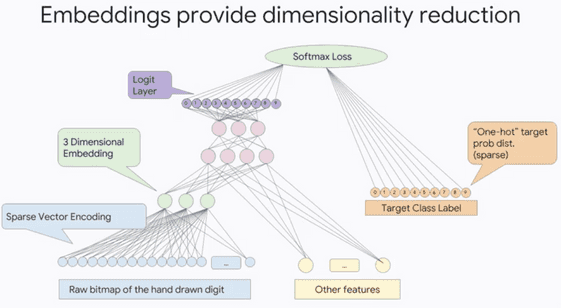 Embeddings provide dimensionality reduction
Softmax Loss
Logit
Layer
0 1 2 3 4 5 6 7 8 9
3 Dimensional
Embedding
"One-hot" target
prob dist.
(sparse)
0 1 2 3 4 5 6 7 8 9
Target Class Label
Sparse Vector Encoding
...
...
Raw bitmap of the hand drawn digit
Other features